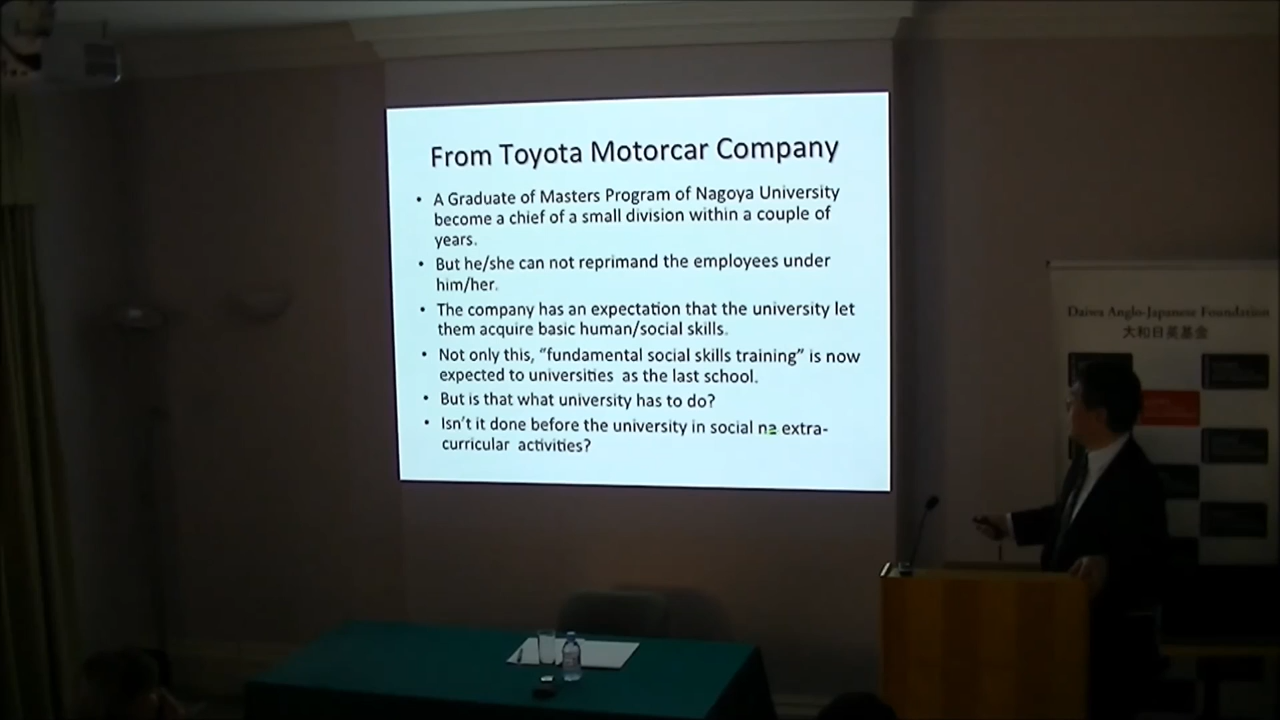 From Toyota Motorcar Company
• A Graduate of Masters Program of Nagoya University
become a chief of a small division within a couple of
years.
• But he/she can not reprimand the employees under
him/her.
• The company has an expectation that the university let
them acquire basic human/social skills.
• Not only this, “fundamental social skills training” is now
expected to universities as the last school.
• But is that what university has to do?
• Isn’t it done before the university in social na extra-
curricular activities?
Daiwa Anglo-Japanese Foundation
大和日英基金